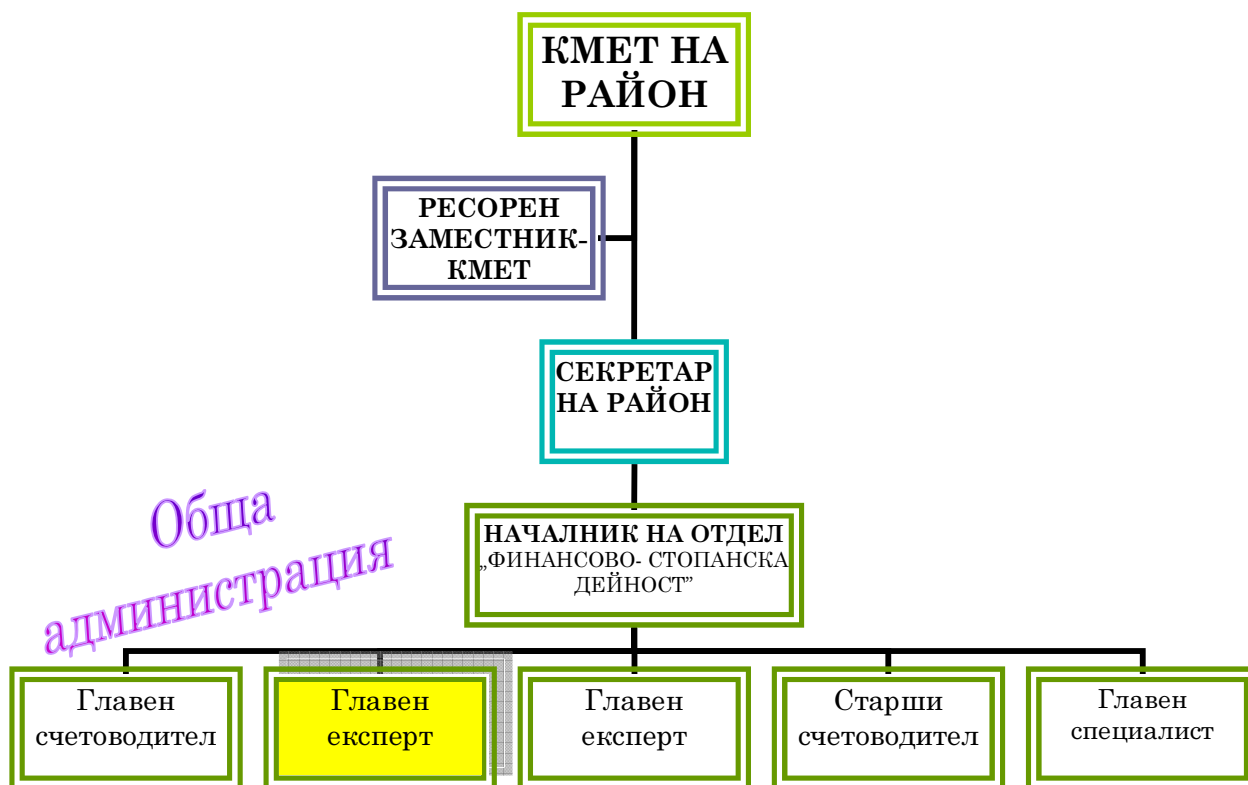 КМЕТ НА
РАЙОН
РЕСОРЕН
ЗАМЕСТНИК-
КМЕТ
СЕКРЕТАР
НА РАЙОН
Обща
администрация
НАЧАЛНИК НА ОТДЕЛ
„ФИНАНСОВО- СТОПАНСКА
ДЕЙНОСТ”
Главен
счетоводител
Главен
експерт
Главен
експерт
Старши
счетоводител
Главен
специалист